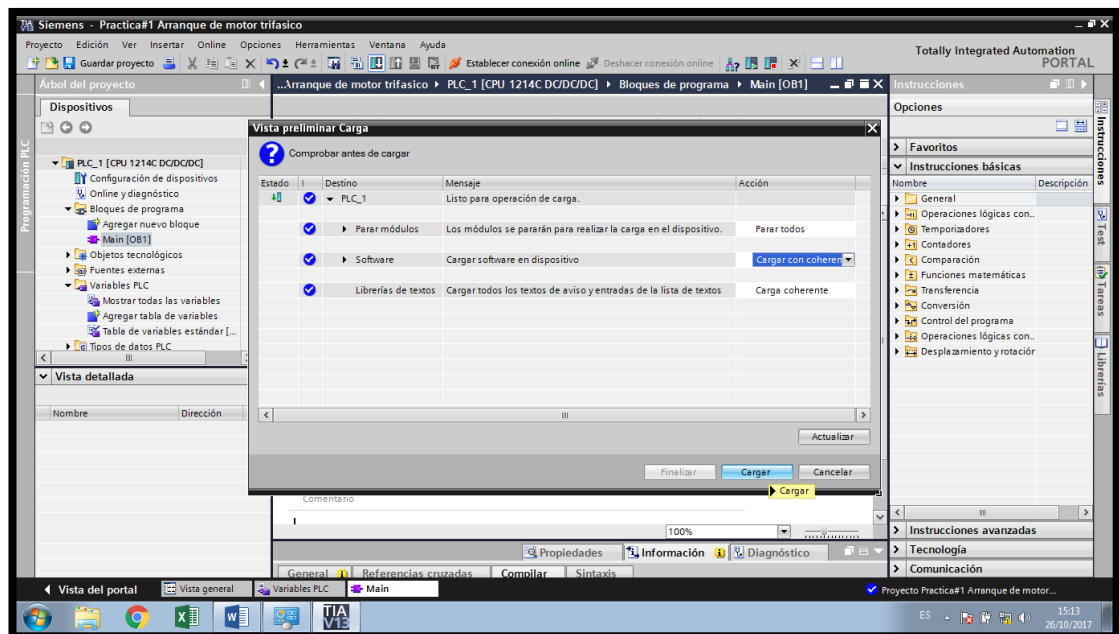 Siemens - Practica#1 Arranque de motor trifasico
Proyecto Edición Ver Insertar Online Opciones Herramientas Ventana Ayuda
Totally Integrated Automation
PORTAL
Guardar proyecto
Establecer conexión online
Deshacer conexión online
Árbol del proyecto
Dispositivos
Programación PLC
PLC_1 [CPU 1214C DC/DC/DC]
Configuración de dispositivos
Online y diagnóstico
Bloques de programa
Agregar nuevo bloque
Main [OB1]
Objetos tecnológicos
Fuentes externas
Variables PLC
Mostrar todas las variables
Agregar tabla de variables
Tabla de variables estándar [...
Tipos de datos PLC
Vista detallada
Nombre Dirección
...Arranque de motor trifasico PLC_1 [CPU 1214C DC/DC/DC] Bloques de programa Main [OB1]
Vista preliminar Carga
Comprobar antes de cargar
Estado ! Destino Mensaje Acción
PLC_1 Listo para operación de carga.
Parar módulos Los módulos se pararán para realizar la carga en el dispositivo. Parar todos
Software Cargar software en dispositivo Cargar con coheren
Librerías de textos Cargar todos los textos de aviso y entradas de la lista de textos Carga coherente
Actualizar
Finalizar Cargar Cancelar
Cargar
Comentario
100%
Propiedades Información Diagnóstico
General Referencias cruzadas Compilar Sintaxis
Instrucciones
Opciones
Favoritos
Instrucciones básicas
Nombre Descripción
General
Operaciones lógicas con...
Temporizadores
Contadores
Comparación
Funciones matemáticas
Transferencia
Conversión
Control del programa
Operaciones lógicas con...
Desplazamiento y rotación
Instrucciones avanzadas
Tecnología
Comunicación
Instrucciones
Test
Tareas
Librerías
Vista del portal Vista general Variables PLC Main
Proyecto Practica#1 Arranque de motor...
TIA
V13
ES
15:13
26/10/2017